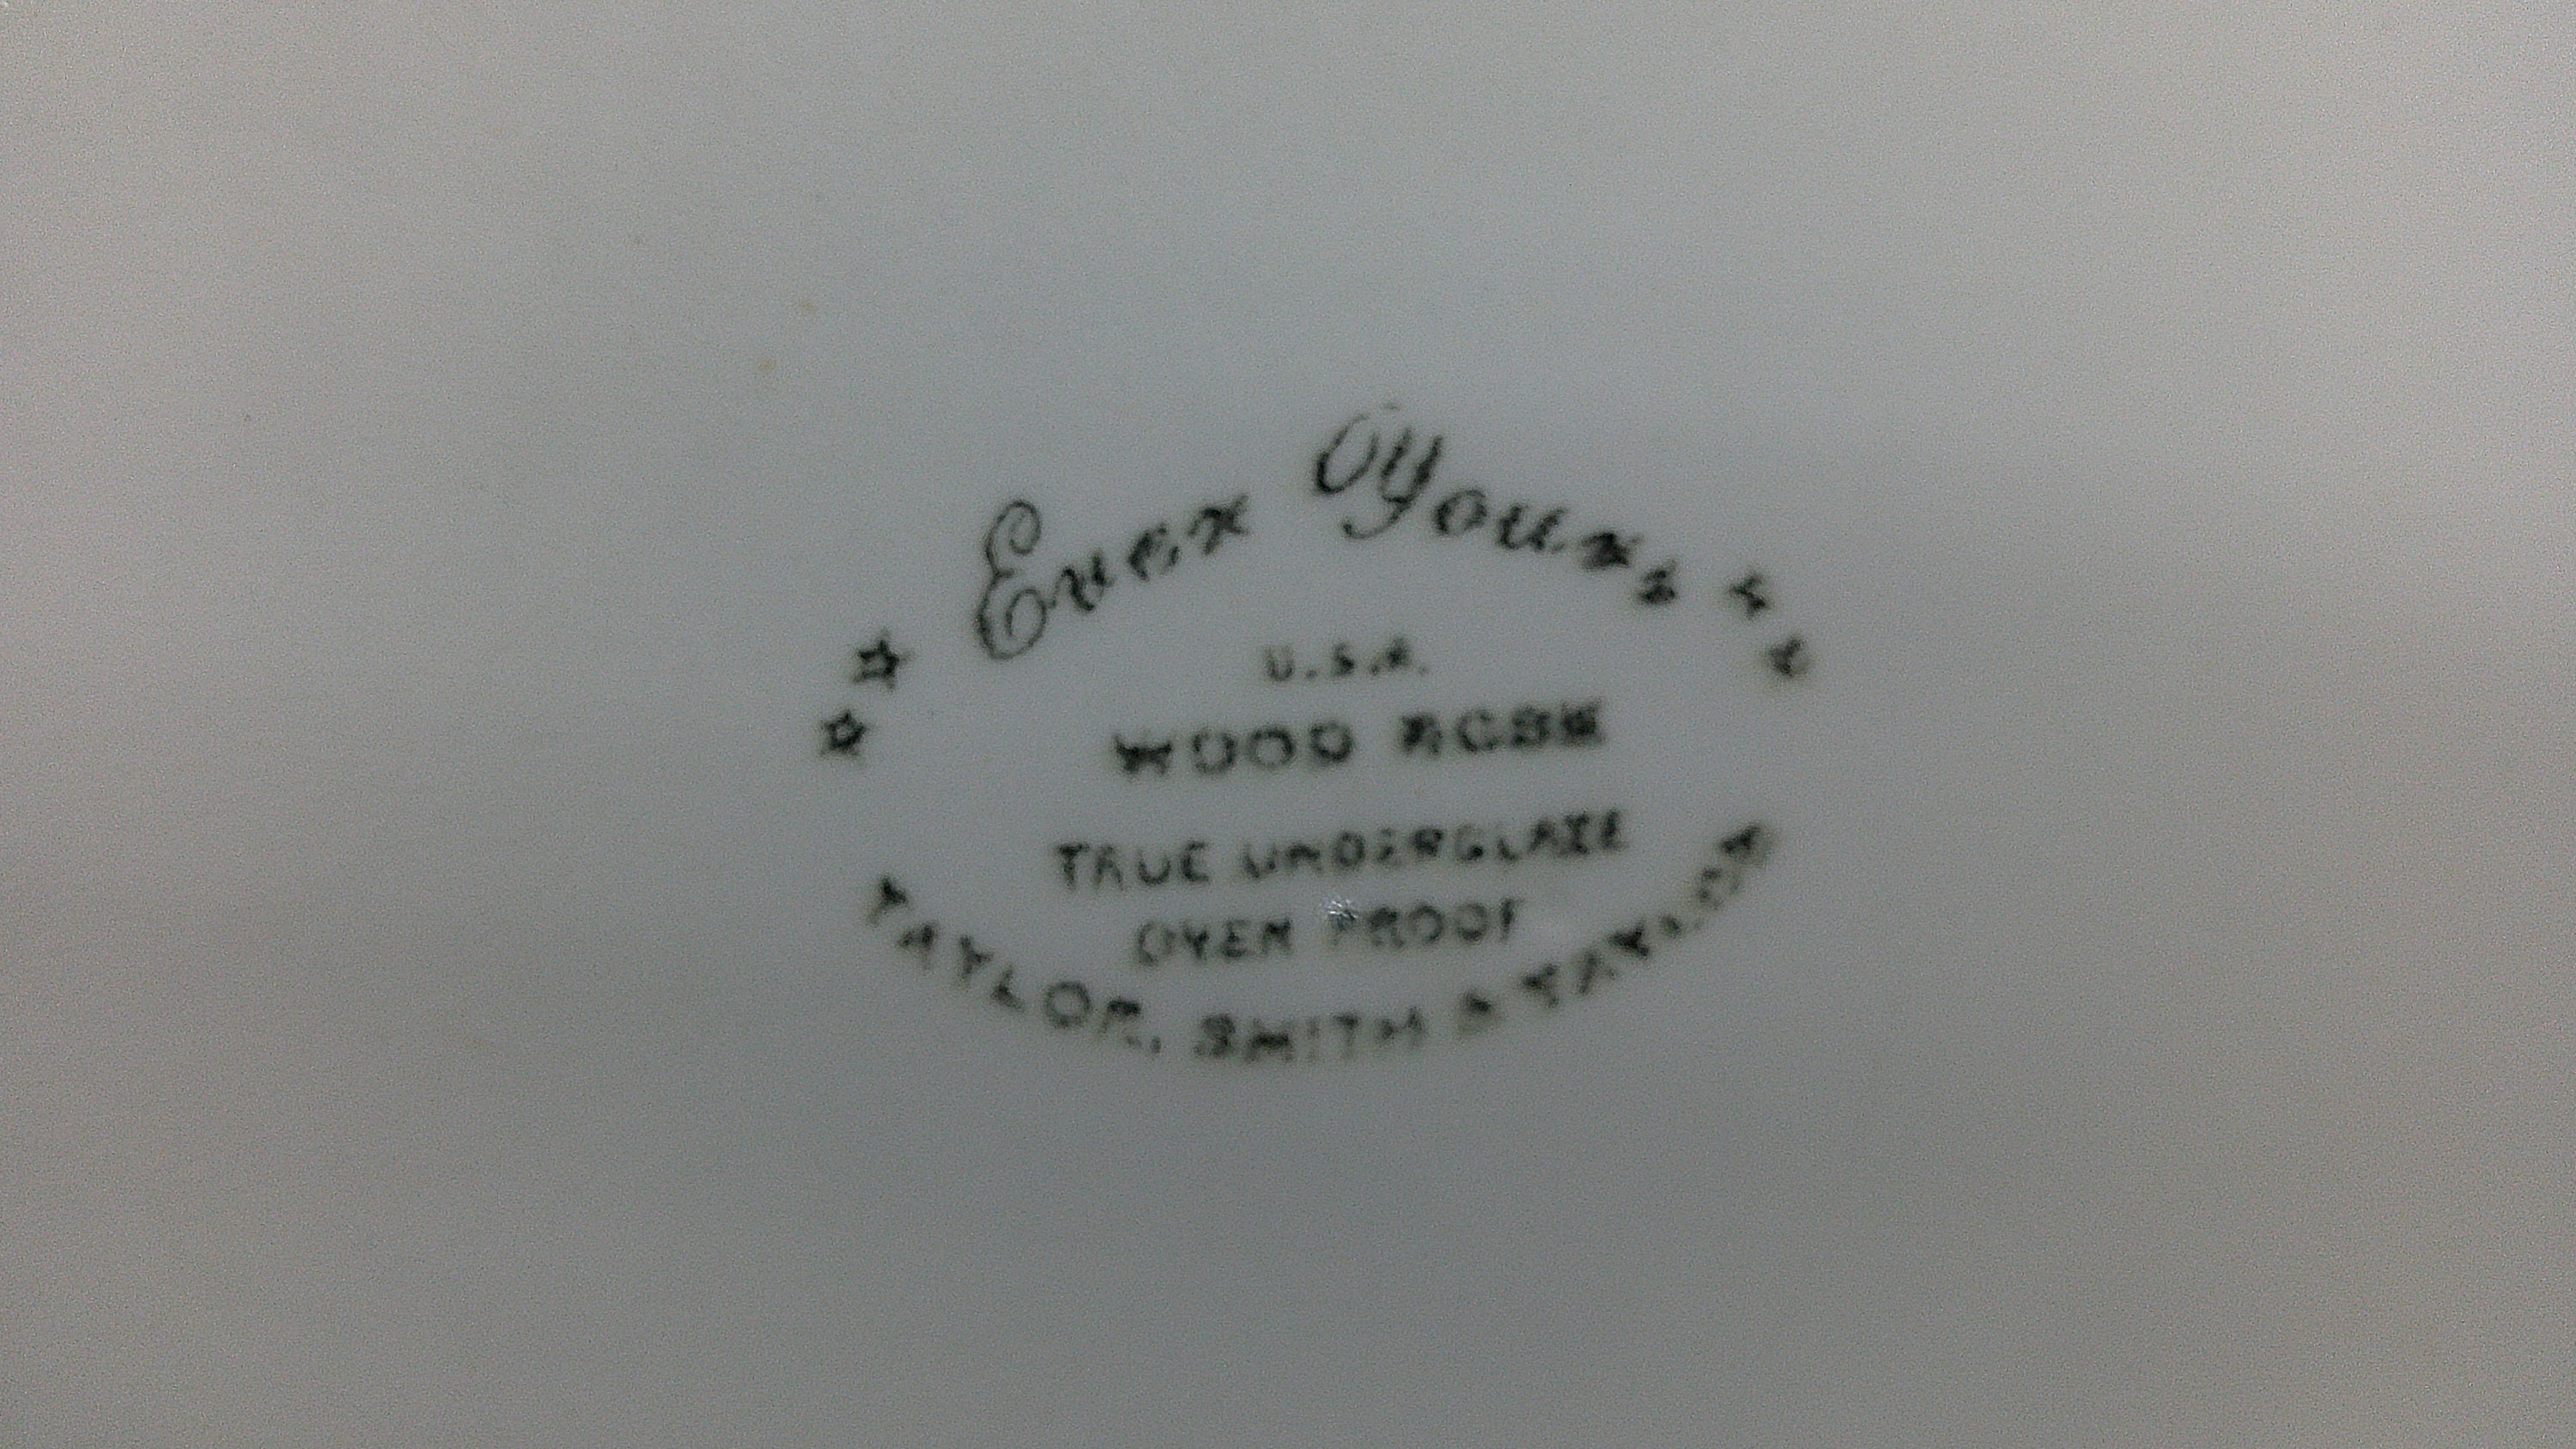 ☆ ☆ Ever Yours ☆ ☆
U.S.A.
WOOD ROSE
TRUE UNDERGLAZE
OVEN PROOF
TAYLOR, SMITH & TAYLOR